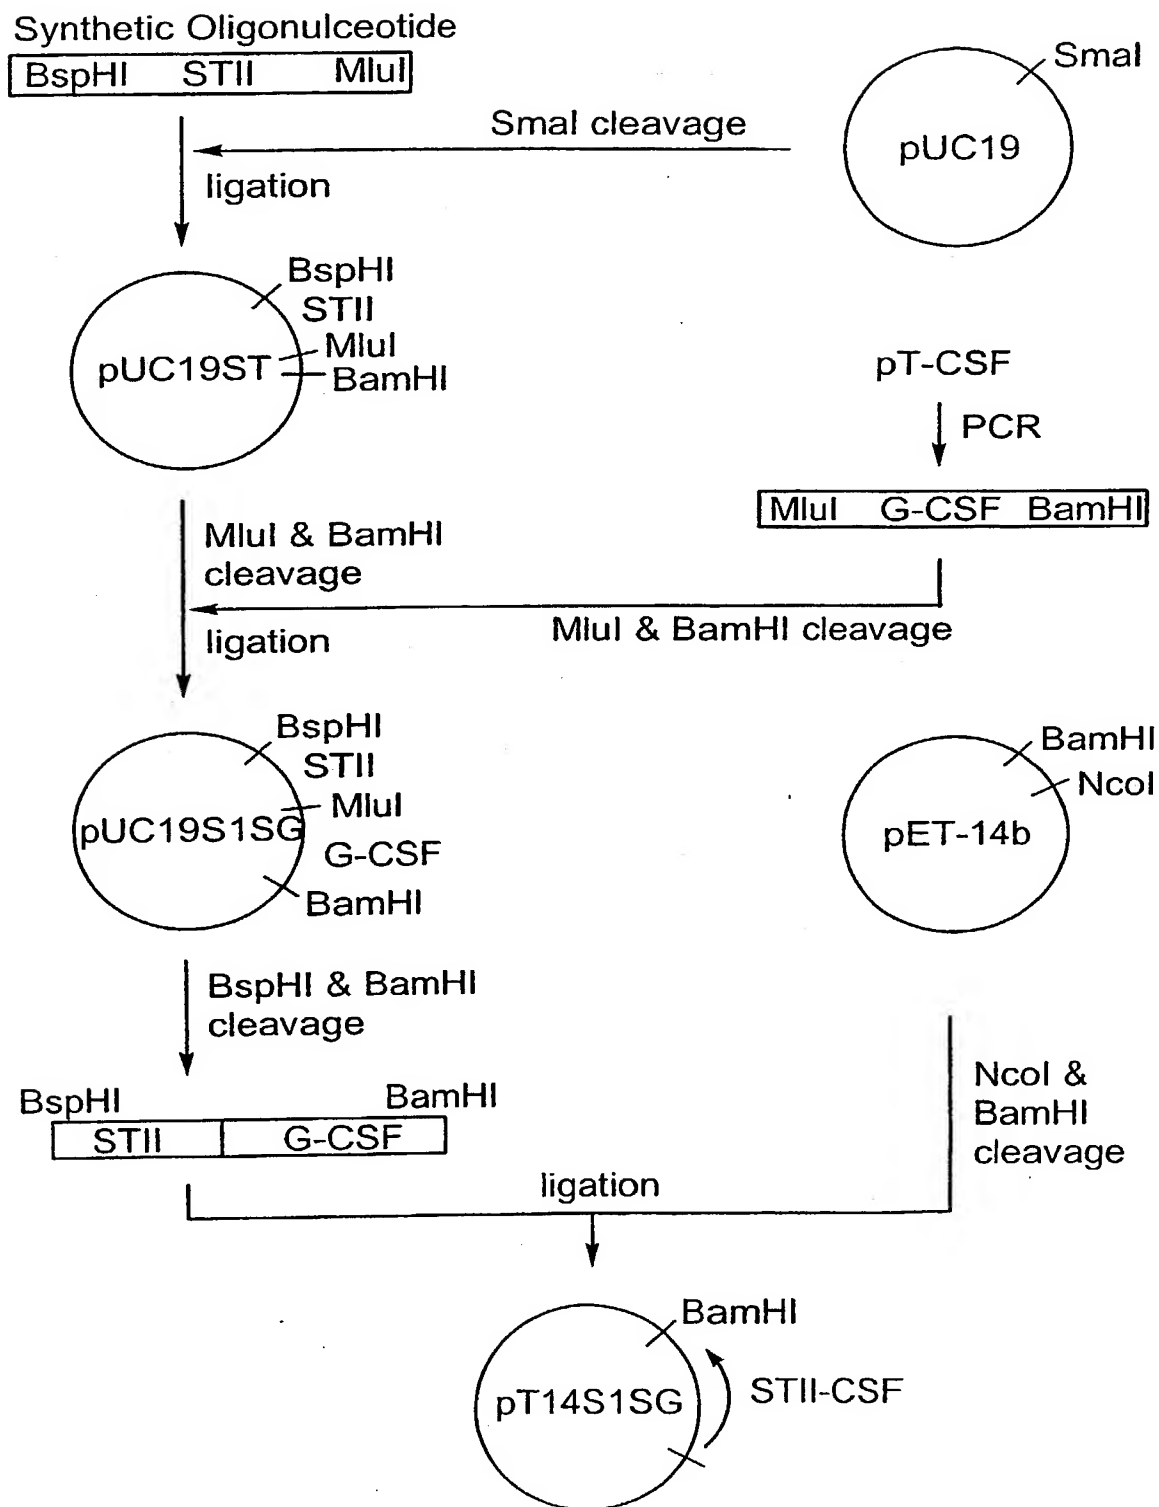 Synthetic Oligonulceotide
BspHI STII MluI
SmaI
SmaI cleavage
pUC19
ligation
BspHI
STII
MluI
pUC19ST
BamHI
pT-CSF
PCR
MluI G-CSF BamHI
MluI & BamHI
cleavage
MluI & BamHI cleavage
ligation
BspHI
STII
MluI
pUC19S1SG
G-CSF
BamHI
BamHI
NcoI
pET-14b
BspHI & BamHI
cleavage
NcoI &
BamHI
cleavage
BspHI BamHI
STII G-CSF
ligation
BamHI
pT14S1SG
STII-CSF